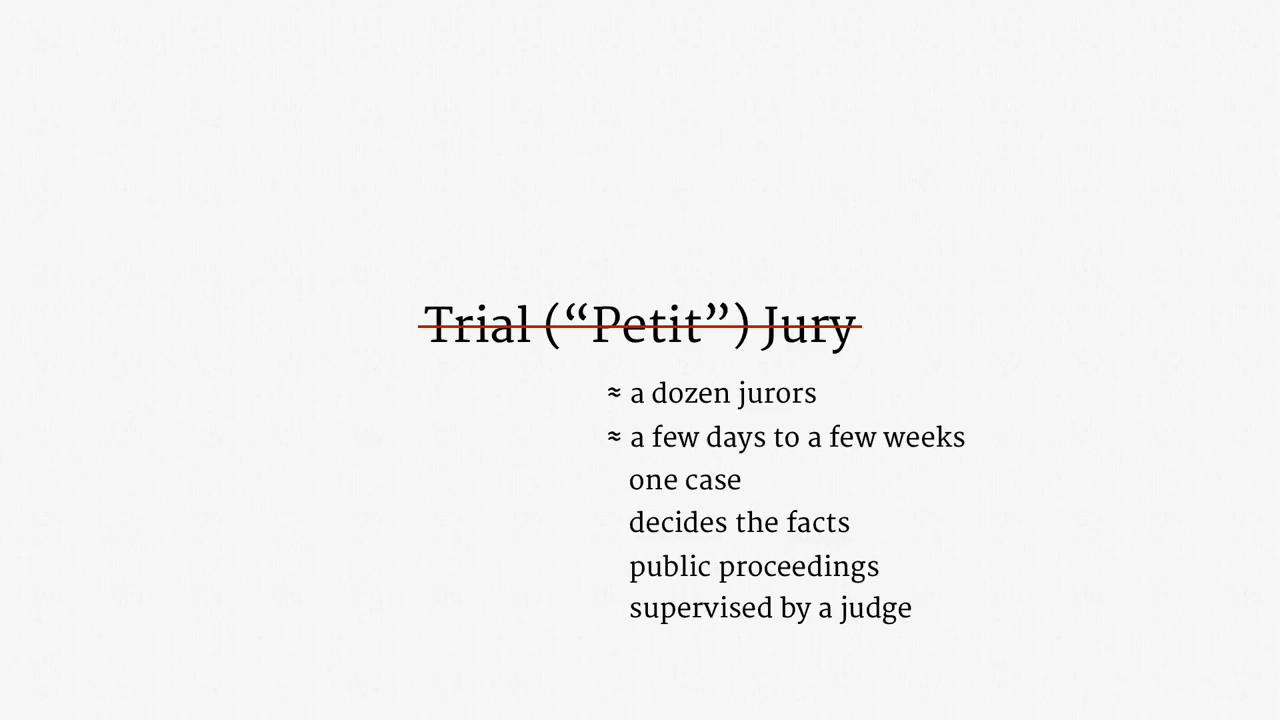 Trial (“Petit”) Jury
≈ a dozen jurors
≈ a few days to a few weeks
one case
decides the facts
public proceedings
supervised by a judge